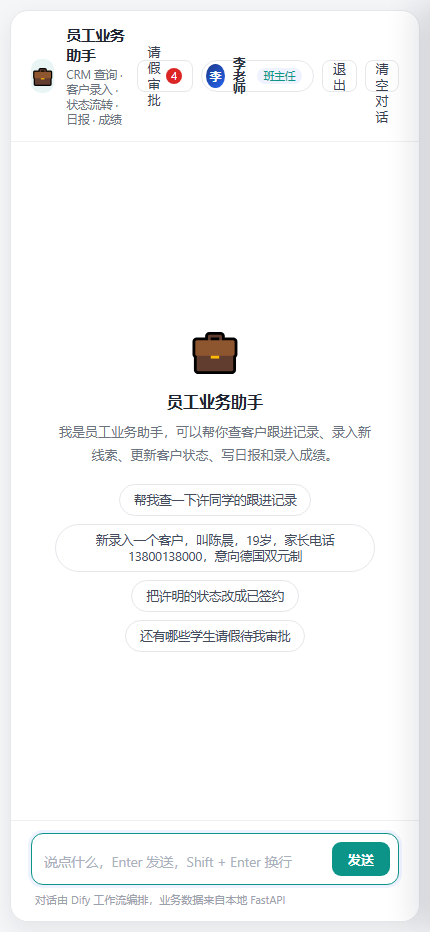 员工业务
助手
CRM 查询 ·
客户录入 ·
状态流转 ·
日报 · 成绩
请假审批
4
李
李老师
班主任
退出
清空对话
员工业务助手
我是员工业务助手，可以帮你查客户跟进记录、录入新
线索、更新客户状态、写日报和录入成绩。
帮我查一下许同学的跟进记录
新录入一个客户，叫陈晨，19岁，家长电话
13800138000，意向德国双元制
把许明的状态改成已签约
还有哪些学生请假待我审批
说点什么，Enter 发送，Shift + Enter 换行
发送
对话由 Dify 工作流编排，业务数据来自本地 FastAPI